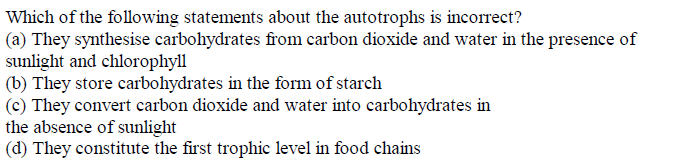 Which of the following statements about the autotrophs is incorrect?
(a) They synthesise carbohydrates from carbon dioxide and water in the presence of
sunlight and chlorophyll
(b) They store carbohydrates in the form of starch
(c) They convert carbon dioxide and water into carbohydrates in
the absence of sunlight
(d) They constitute the first trophic level in food chains